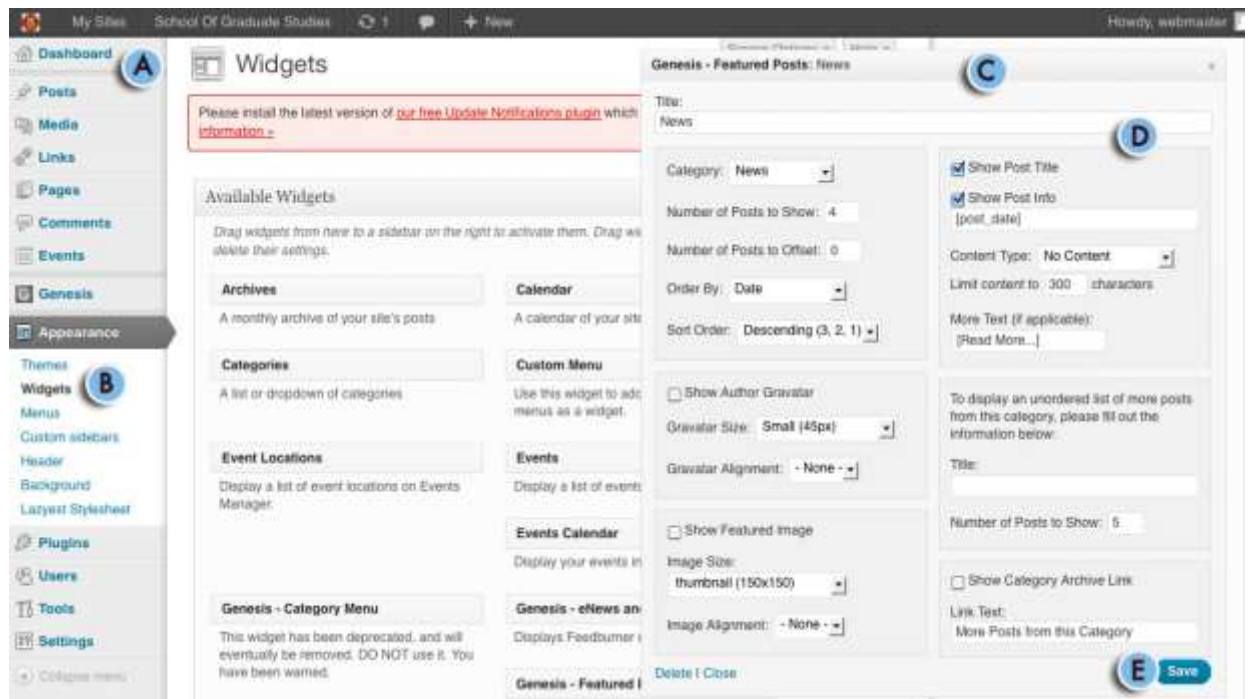 My Sites School Of Graduate Studies 1 + New Howdy, webmaster
Dashboard
A
Posts
Media
Links
Pages
Comments
Events
Genesis
Appearance
Themes
Widgets
B
Menus
Custom sidebars
Header
Background
Lazyest Stylesheet
Plugins
Users
Tools
Settings
Collapse menu
Widgets
Please install the latest version of our free Update Notifications plugin which
information »
Available Widgets
Drag widgets from here to a sidebar on the right to activate them. Drag wi
delete their settings.
Archives
A monthly archive of your site's posts
Calendar
A calendar of your site
Categories
A list or dropdown of categories
Custom Menu
Use this widget to add
menus as a widget.
Event Locations
Display a list of event locations on Events
Manager.
Events
Display a list of events
Events Calendar
Display your events in
Genesis - Category Menu
This widget has been deprecated, and will
eventually be removed. DO NOT use it. You
have been warned.
Genesis - eNews an
Displays Feedburner
Genesis - Featured
Genesis - Featured Posts: News
C
Title:
News
D
Category: News
Number of Posts to Show: 4
Number of Posts to Offset: 0
Order By: Date
Sort Order: Descending (3, 2, 1)
Show Author Gravatar
Gravatar Size: Small (45px)
Gravatar Alignment: - None -
Show Featured Image
Image Size:
thumbnail (150x150)
Image Alignment: - None -
Delete | Close
Show Post Title
Show Post Info
[post_date]
Content Type: No Content
Limit content to 300 characters
More Text (if applicable):
[Read More...]
To display an unordered list of more posts
from this category, please fill out the
information below:
Title:
Number of Posts to Show: 5
Show Category Archive Link
Link Text:
More Posts from this Category
E
Save